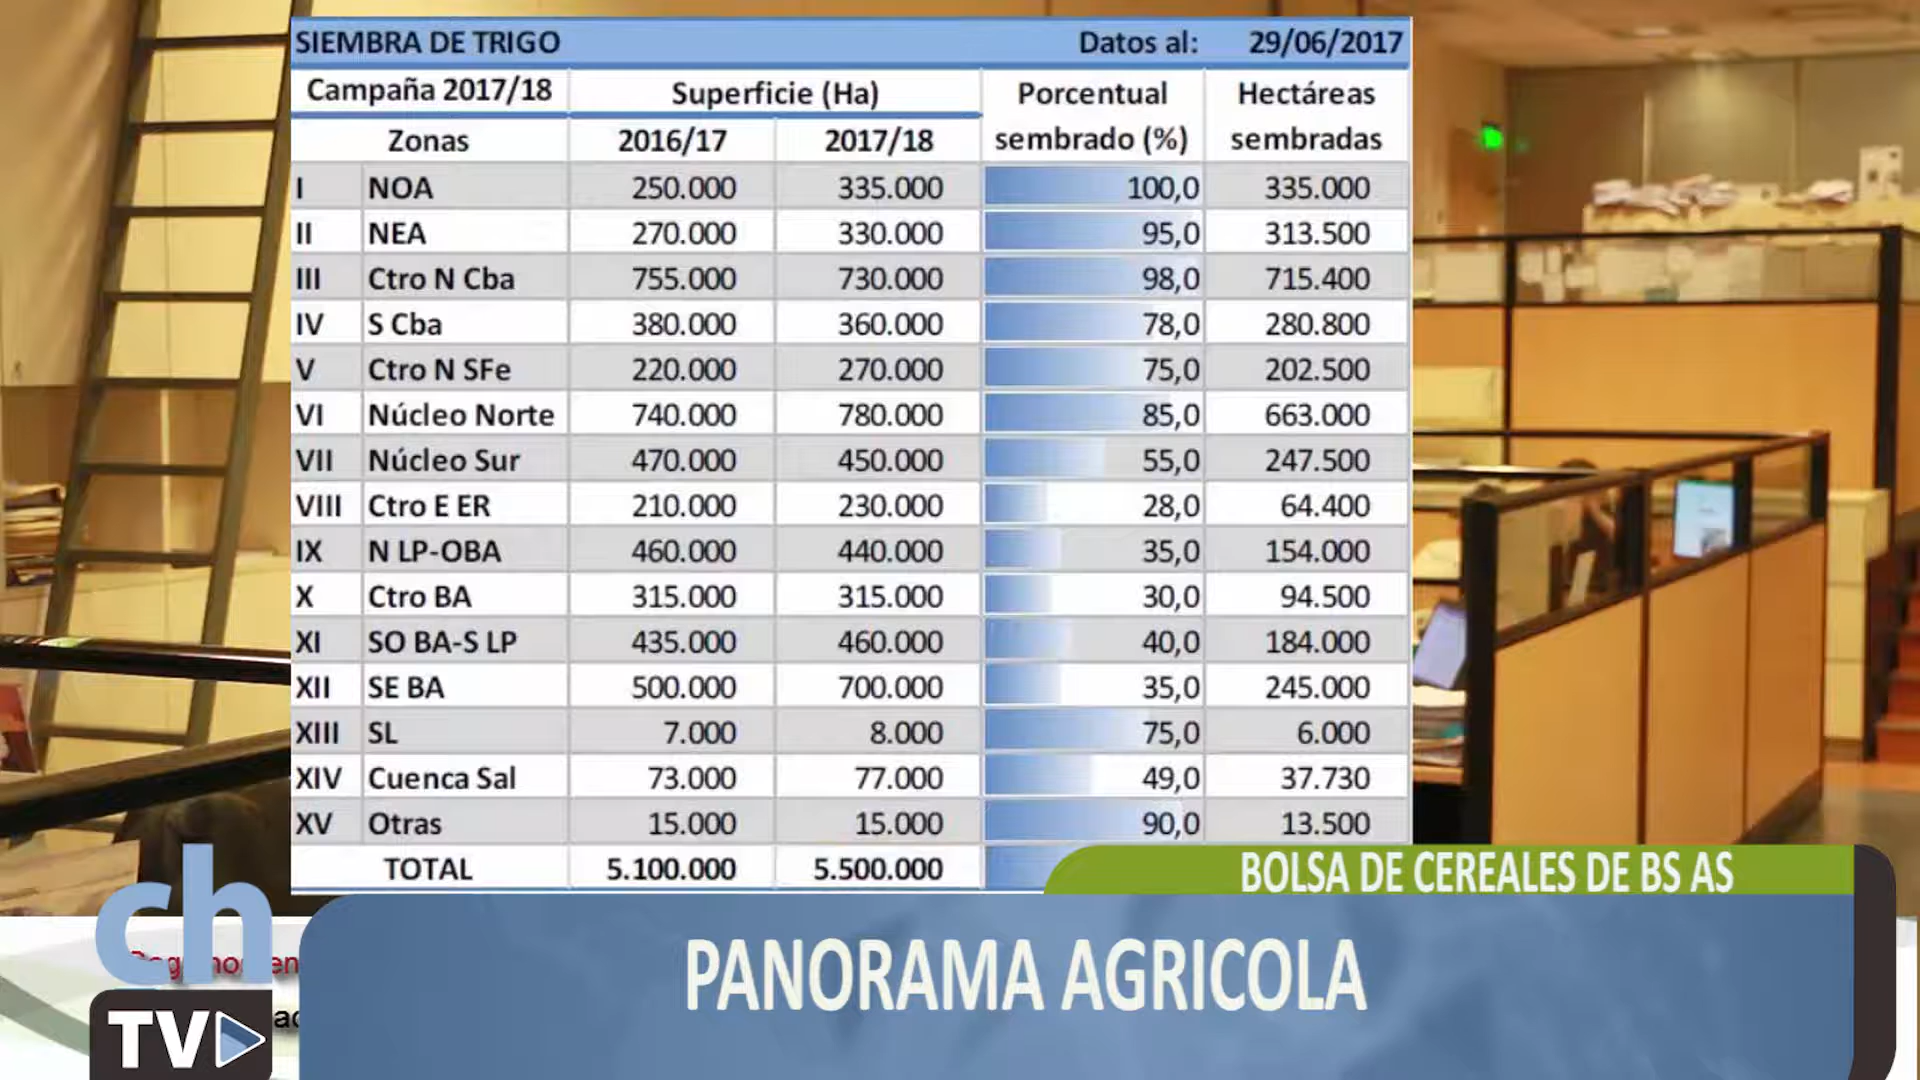 SIEMBRA DE TRIGO Datos al: 29/06/2017
Campaña 2017/18 Superficie (Ha) Porcentual Hectáreas
Zonas 2016/17 2017/18 sembrado (%) sembradas
I NOA 250.000 335.000 100,0 335.000
II NEA 270.000 330.000 95,0 313.500
III Ctro N Cba 755.000 730.000 98,0 715.400
IV S Cba 380.000 360.000 78,0 280.800
V Ctro N SFe 220.000 270.000 75,0 202.500
VI Núcleo Norte 740.000 780.000 85,0 663.000
VII Núcleo Sur 470.000 450.000 55,0 247.500
VIII Ctro E ER 210.000 230.000 28,0 64.400
IX N LP-OBA 460.000 440.000 35,0 154.000
X Ctro BA 315.000 315.000 30,0 94.500
XI SO BA-S LP 435.000 460.000 40,0 184.000
XII SE BA 500.000 700.000 35,0 245.000
XIII SL 7.000 8.000 75,0 6.000
XIV Cuenca Sal 73.000 77.000 49,0 37.730
XV Otras 15.000 15.000 90,0 13.500
TOTAL 5.100.000 5.500.000
BOLSA DE CEREALES DE BS AS
PANORAMA AGRICOLA
ch
TV